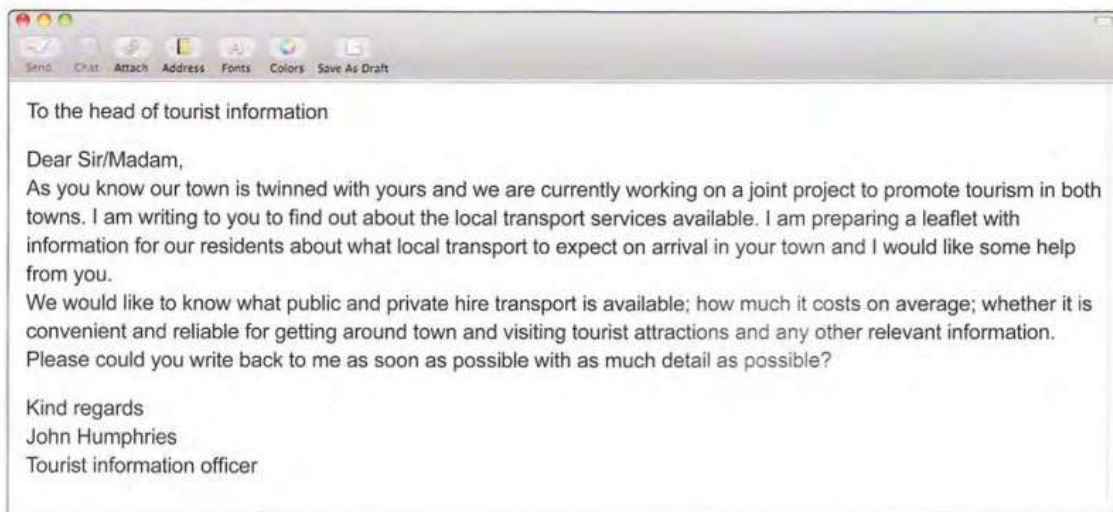 Send Chat Attach Address Fonts Colors Save As Draft
To the head of tourist information
Dear Sir/Madam,
As you know our town is twinned with yours and we are currently working on a joint project to promote tourism in both
towns. I am writing to you to find out about the local transport services available. I am preparing a leaflet with
information for our residents about what local transport to expect on arrival in your town and I would like some help
from you.
We would like to know what public and private hire transport is available; how much it costs on average; whether it is
convenient and reliable for getting around town and visiting tourist attractions and any other relevant information.
Please could you write back to me as soon as possible with as much detail as possible?
Kind regards
John Humphries
Tourist information officer